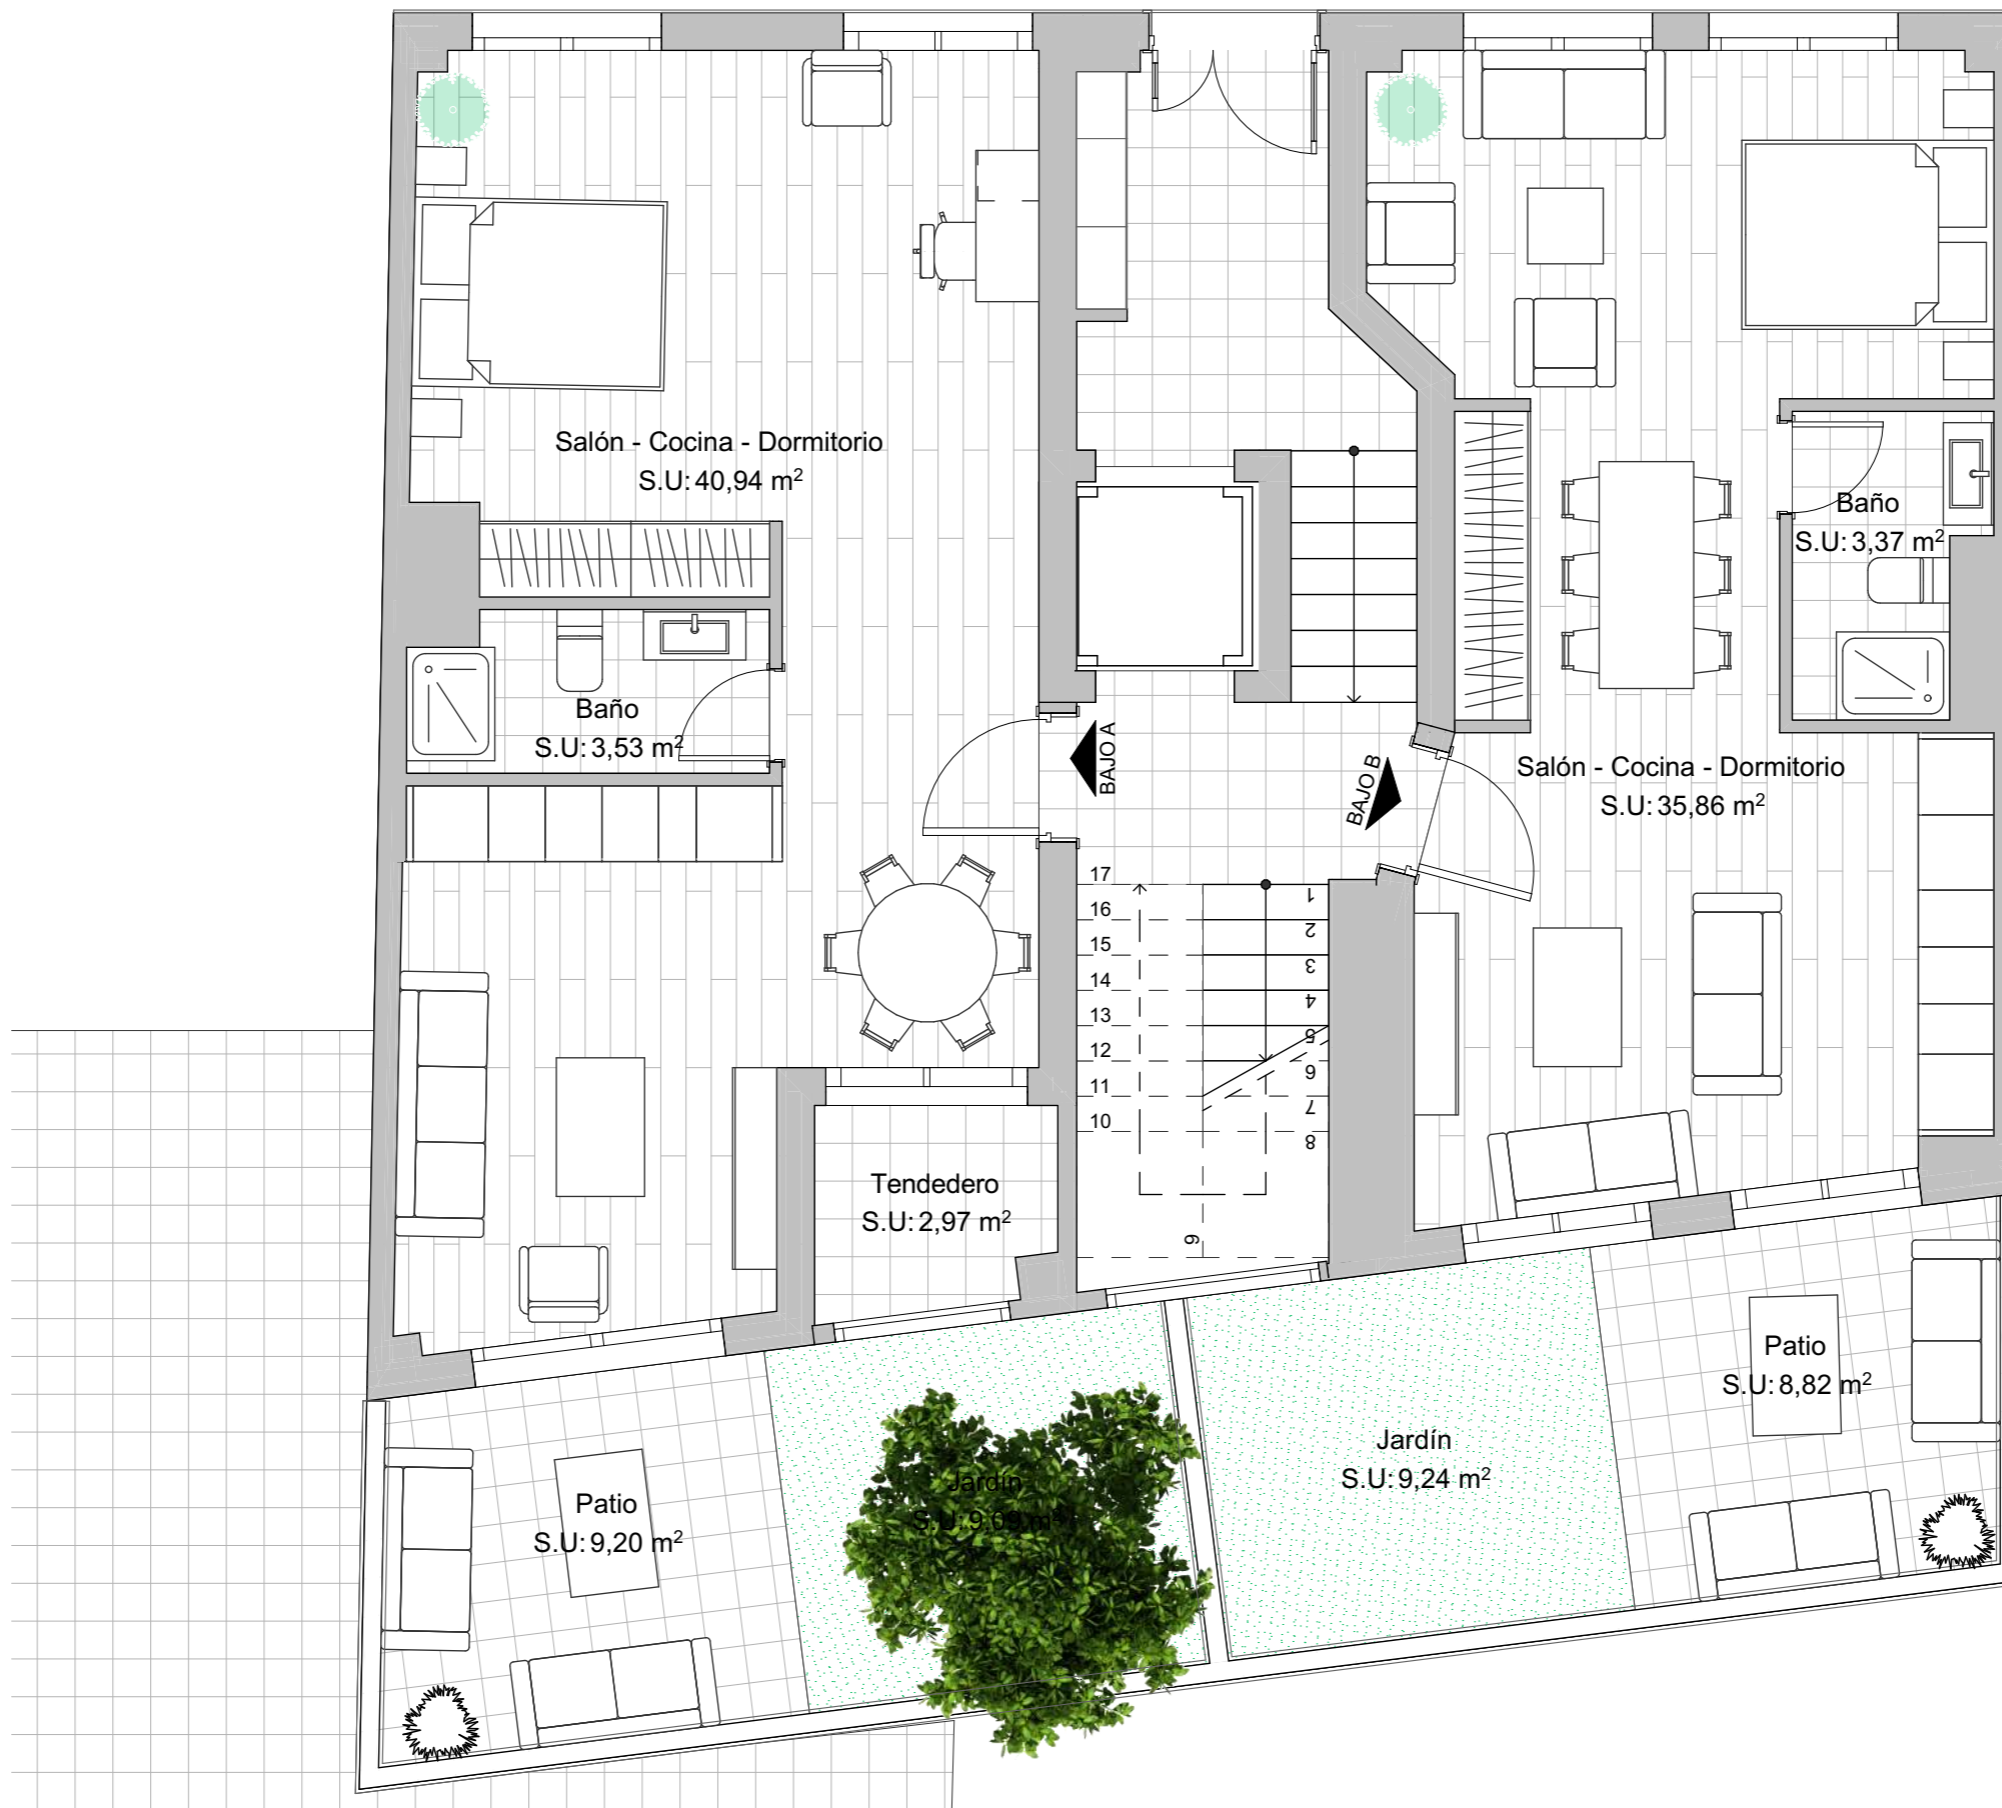 Salón - Cocina - Dormitorio
S.U: 40,94 m²
Baño
S.U: 3,37 m²
Baño
S.U: 3,53 m²
BAJO A
BAJO B
Salón - Cocina - Dormitorio
S.U: 35,86 m²
17
16
15
14
13
12
11
10
1
2
3
4
5
6
7
8
9
Tendedero
S.U: 2,97 m²
Patio
S.U: 8,82 m²
Jardín
S.U: 9,24 m²
Jardín
S.U:
Patio
S.U: 9,20 m²